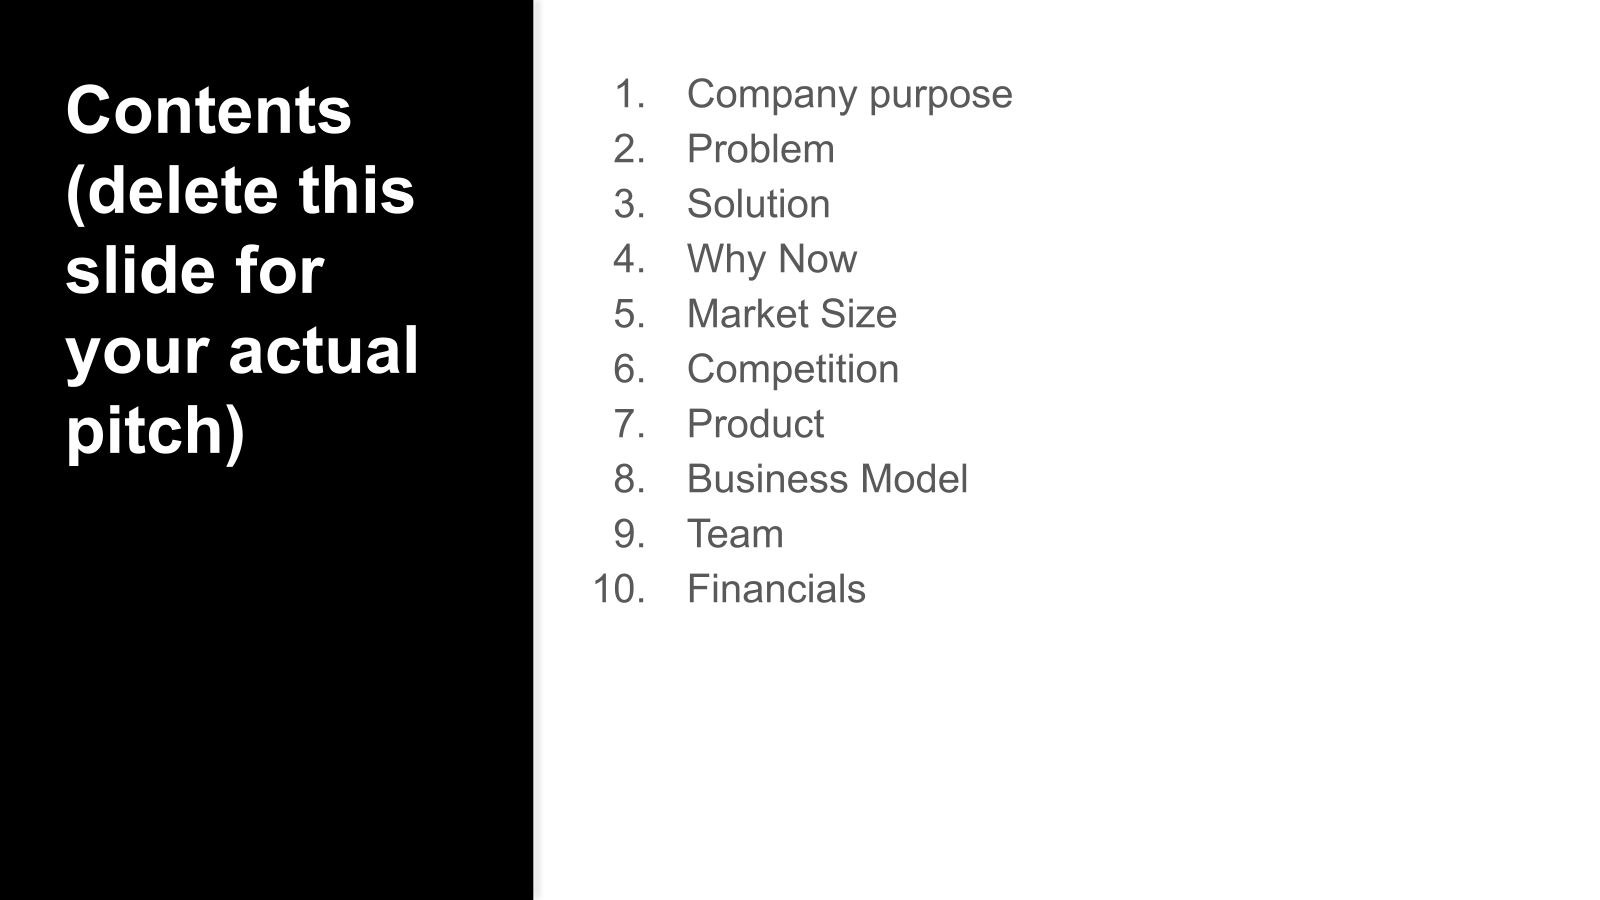 Contents
(delete this
slide for
your actual
pitch)
1. Company purpose
2. Problem
3. Solution
4. Why Now
5. Market Size
6. Competition
7. Product
8. Business Model
9. Team
10. Financials